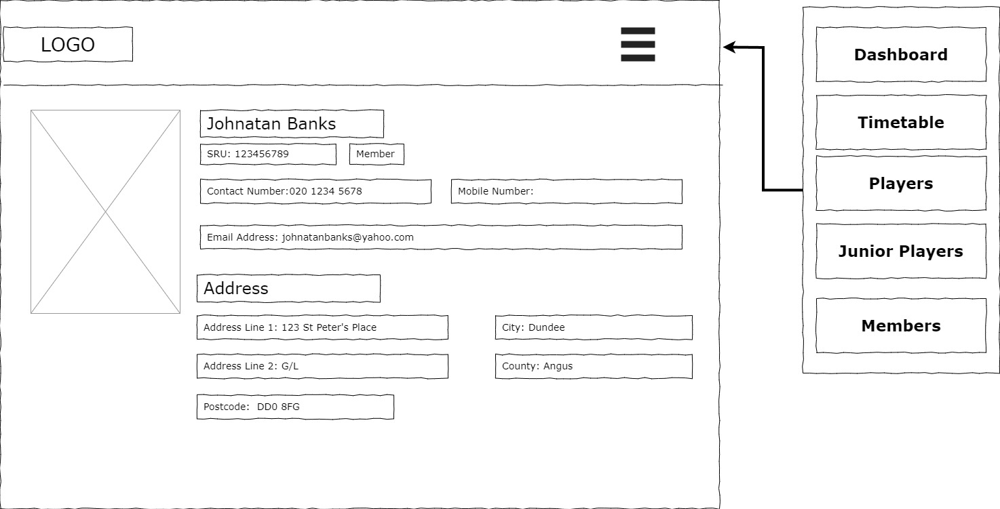 LOGO
Johnatan Banks
SRU: 123456789
Member
Contact Number:020 1234 5678
Mobile Number:
Email Address: johnatanbanks@yahoo.com
Address
Address Line 1: 123 St Peter's Place
City: Dundee
Address Line 2: G/L
County: Angus
Postcode:  DD0 8FG
Dashboard
Timetable
Players
Junior Players
Members